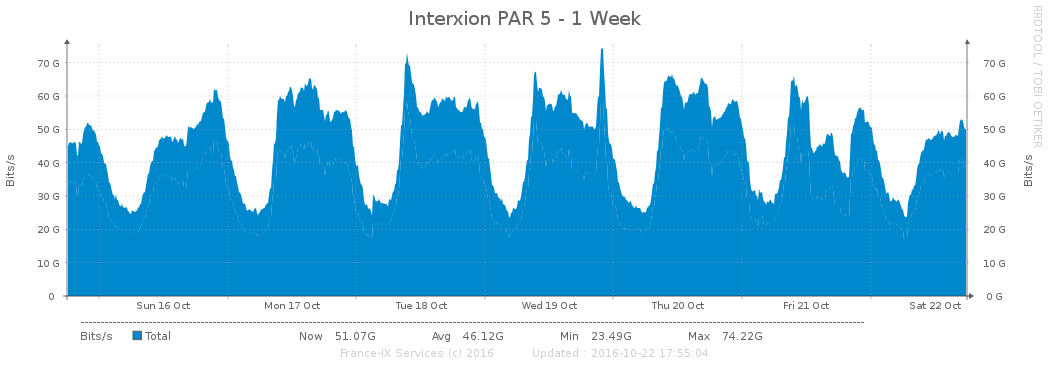 Interxion PAR 5 - 1 Week
RRDTOOL / TOBI OETIKER
Bits/s
70 G
60 G
50 G
40 G
30 G
20 G
10 G
0
70 G
60 G
50 G
40 G
30 G
20 G
10 G
0 G
Bits/s
Sun 16 Oct Mon 17 Oct Tue 18 Oct Wed 19 Oct Thu 20 Oct Fri 21 Oct Sat 22 Oct
Bits/s Total Now 51.07G Avg 46.12G Min 23.49G Max 74.22G
France-IX Services (c) 2016 Updated : 2016-10-22 17:55:04